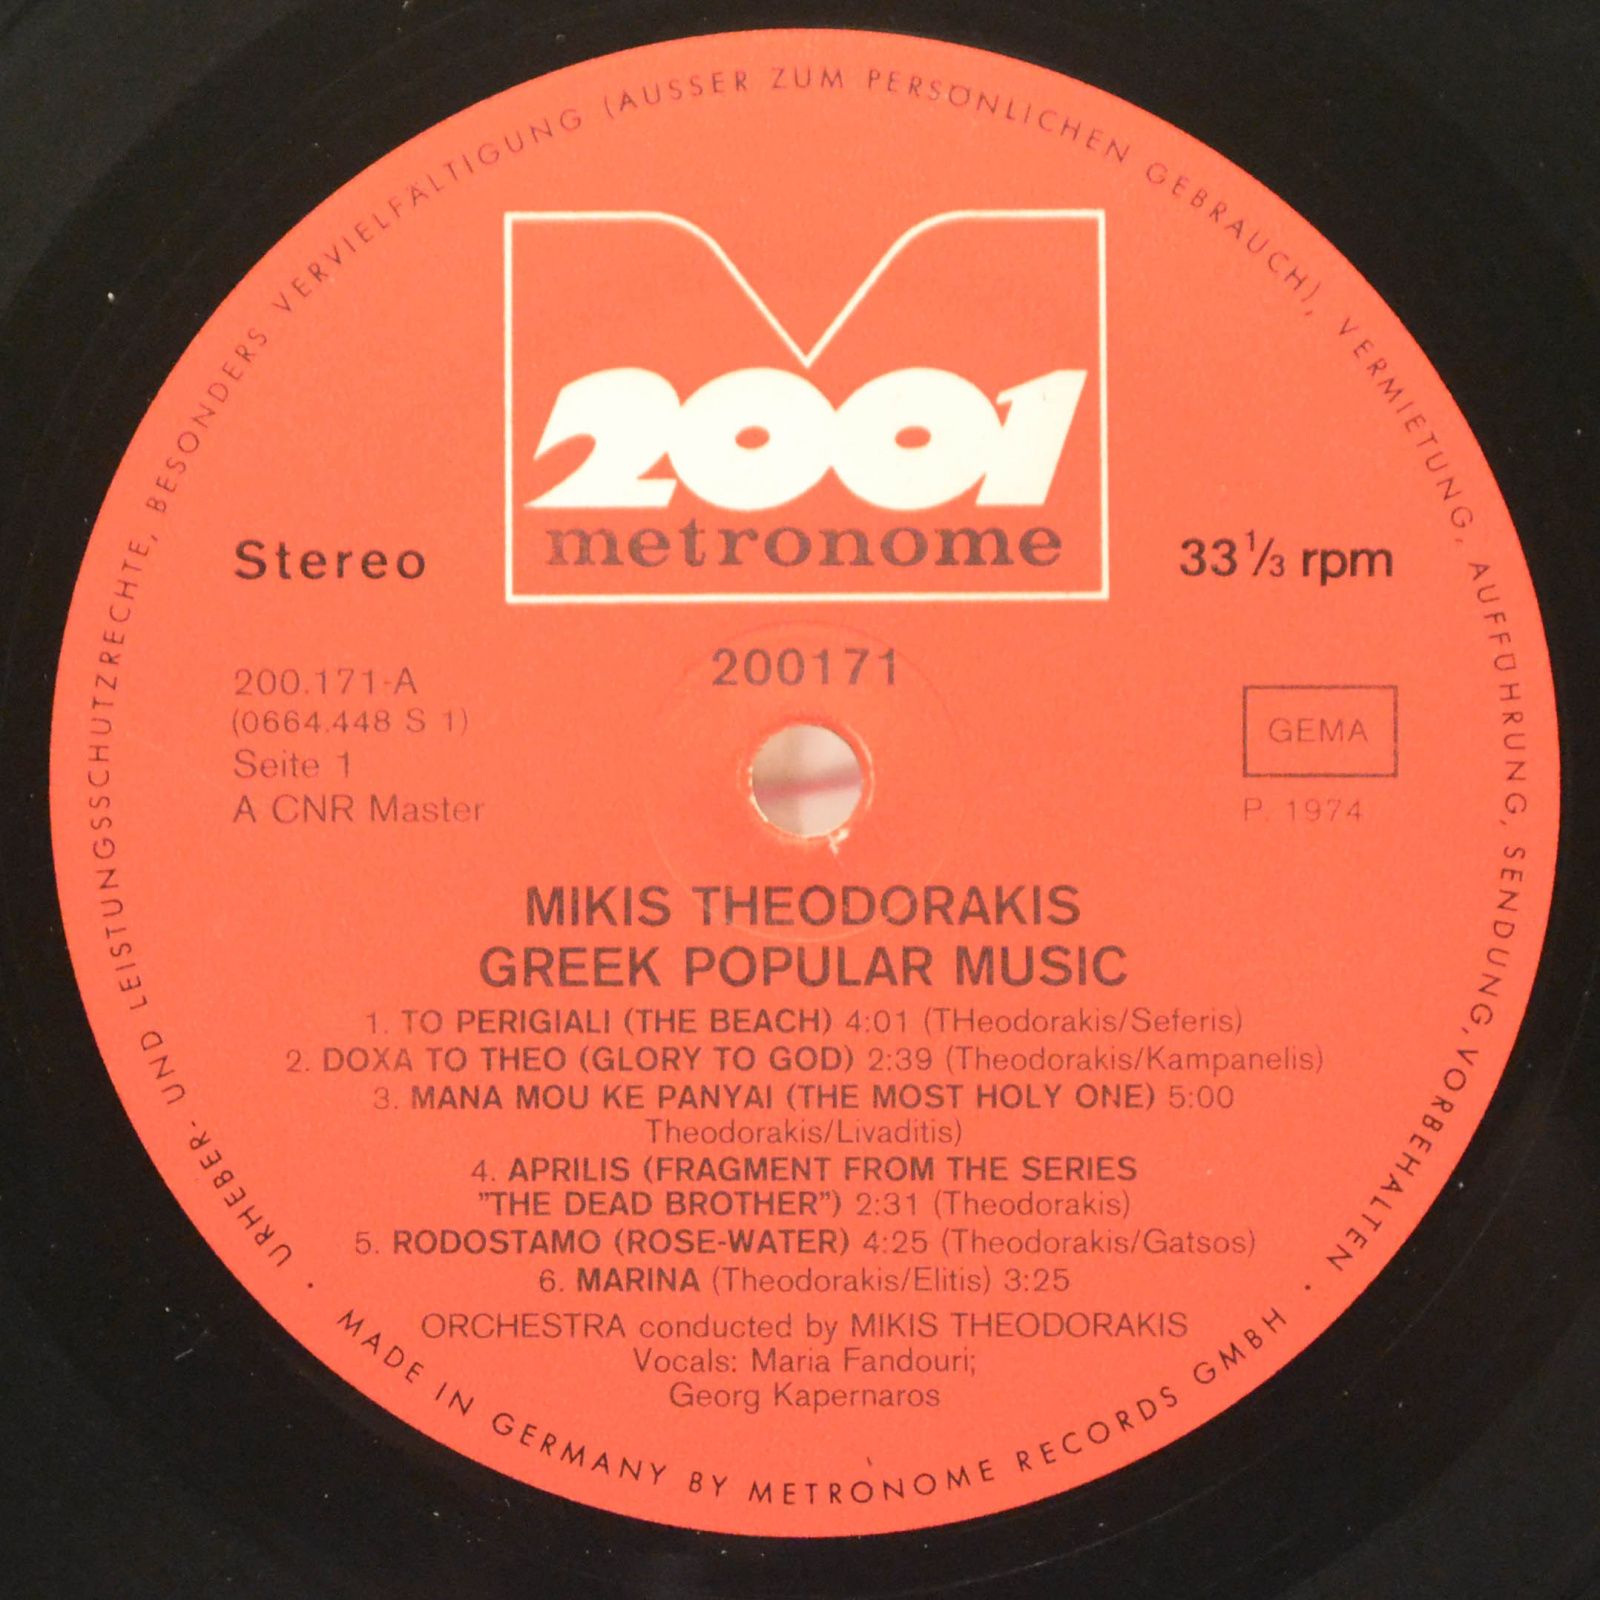 URHEBER- UND LEISTUNGSSCHUTZRECHTE, BESONDERS VERVIELFÄLTIGUNG (AUSSER ZUM PERSÖNLICHEN GEBRAUCH), VERMIETUNG, AUFFÜHRUNG, SENDUNG, VORBEHALTEN
2001
metronome
Stereo
33 1/3 rpm
200171
200.171-A
(0664.448 S 1)
Seite 1
A CNR Master
GEMA
P. 1974
MIKIS THEODORAKIS
GREEK POPULAR MUSIC
1. TO PERIGIALI (THE BEACH) 4:01 (THeodorakis/Seferis)
2. DOXA TO THEO (GLORY TO GOD) 2:39 (Theodorakis/Kampanelis)
3. MANA MOU KE PANYAI (THE MOST HOLY ONE) 5:00
Theodorakis/Livaditis)
4. APRILIS (FRAGMENT FROM THE SERIES
"THE DEAD BROTHER") 2:31 (Theodorakis)
5. RODOSTAMO (ROSE-WATER) 4:25 (Theodorakis/Gatsos)
6. MARINA (Theodorakis/Elitis) 3:25
ORCHESTRA conducted by MIKIS THEODORAKIS
Vocals: Maria Fandouri;
Georg Kapernaros
· MADE IN GERMANY BY METRONOME RECORDS GMBH ·